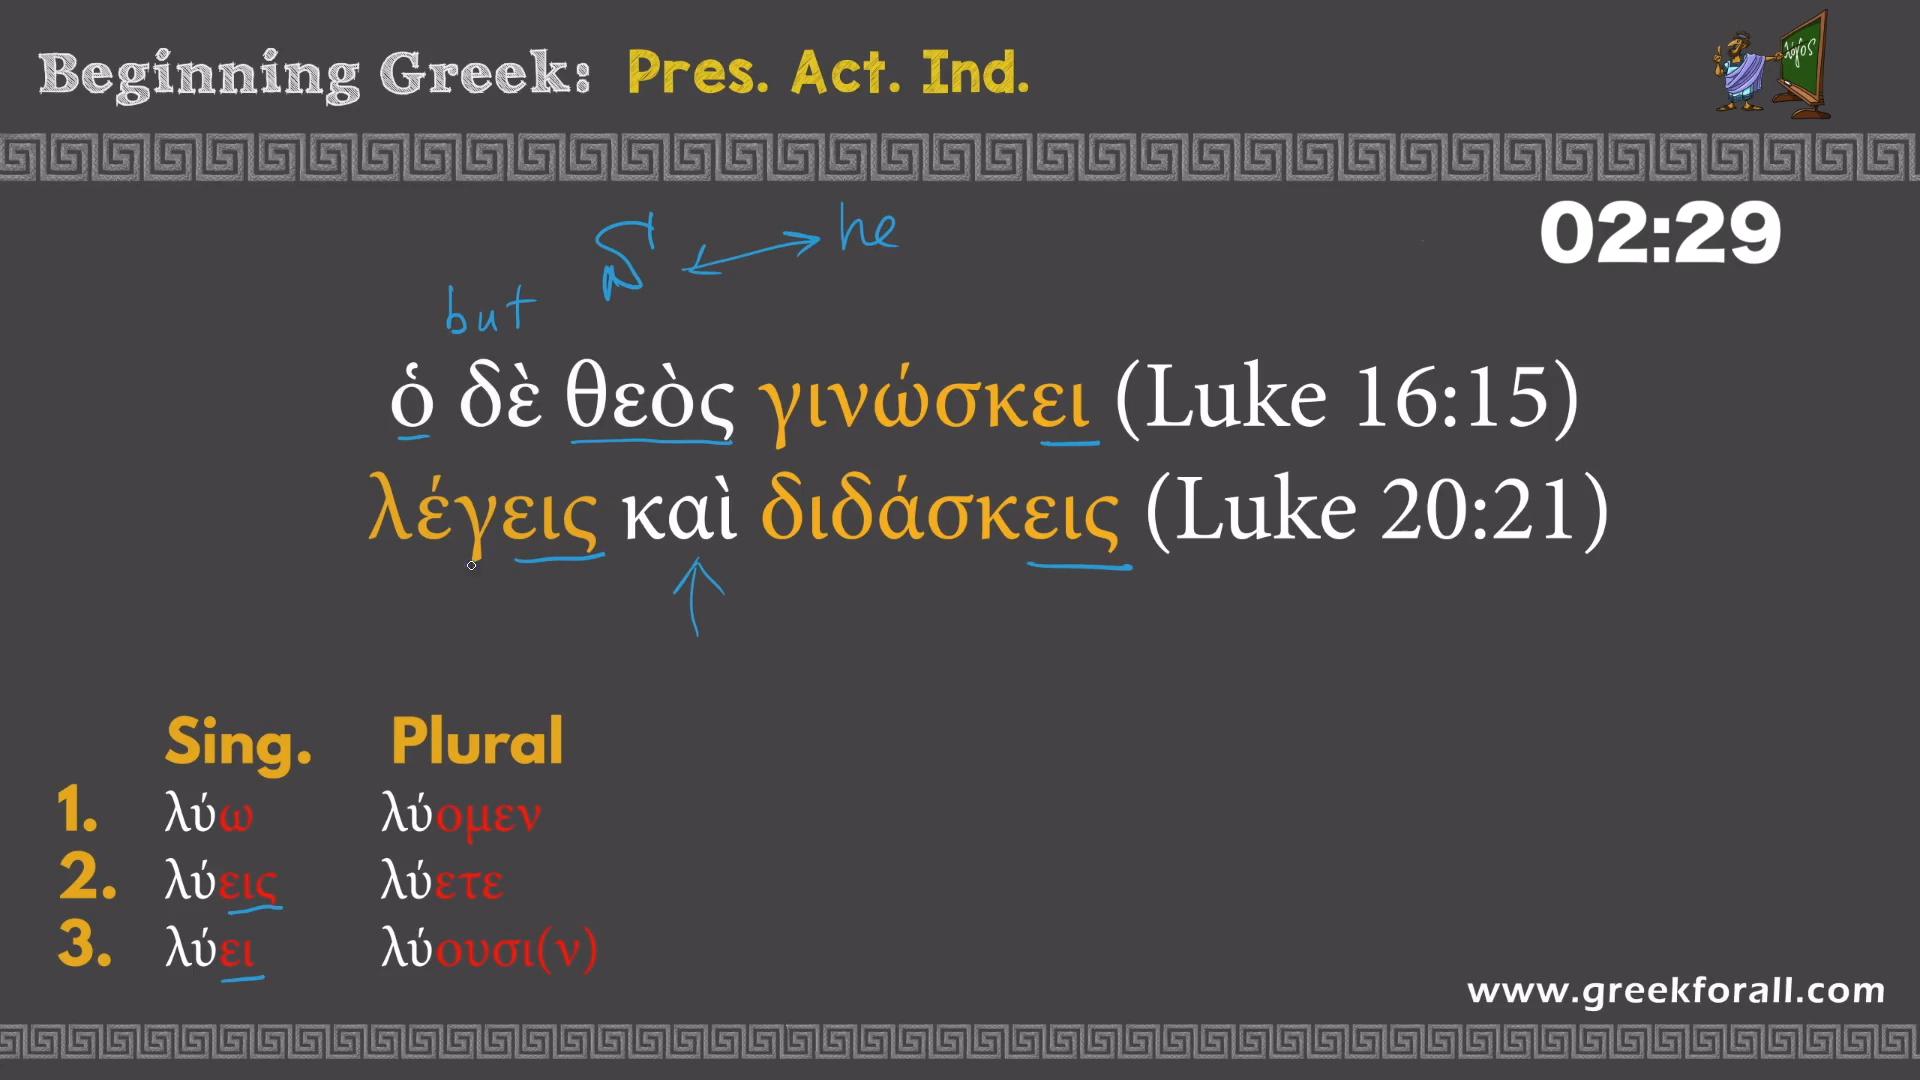 Beginning Greek: Pres. Act. Ind.
λόγος
02:29
S he
but
ὁ δὲ θεὸς γινώσκει (Luke 16:15)
λέγεις καὶ διδάσκεις (Luke 20:21)
Sing. Plural
1. λύω λύομεν
2. λύεις λύετε
3. λύει λύουσι(ν)
www.greekforall.com